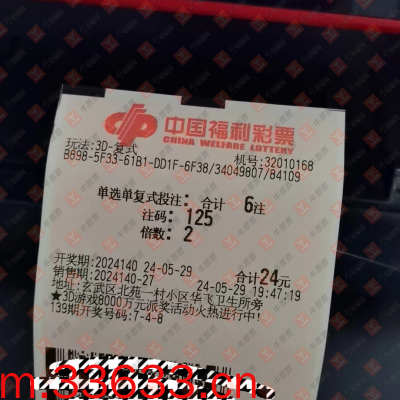 中国福利彩票
CHINA WELFARE LOTTERY
玩法:3D-复式 机号:32010168
B898-5F33-61B1-DD1F-6F38/34049807/84109
单选单复式投注: 合计 6注
注码: 125
倍数: 2
开奖期:2024140 24-05-29 合计24元
销售期:2024140-27 24-05-29 19:47:19
地址:玄武区北苑一村小区华飞卫生所旁
★3D游戏8000万元派奖活动火热进行中!
139期开奖号码:7-4-8
m.33633.cn